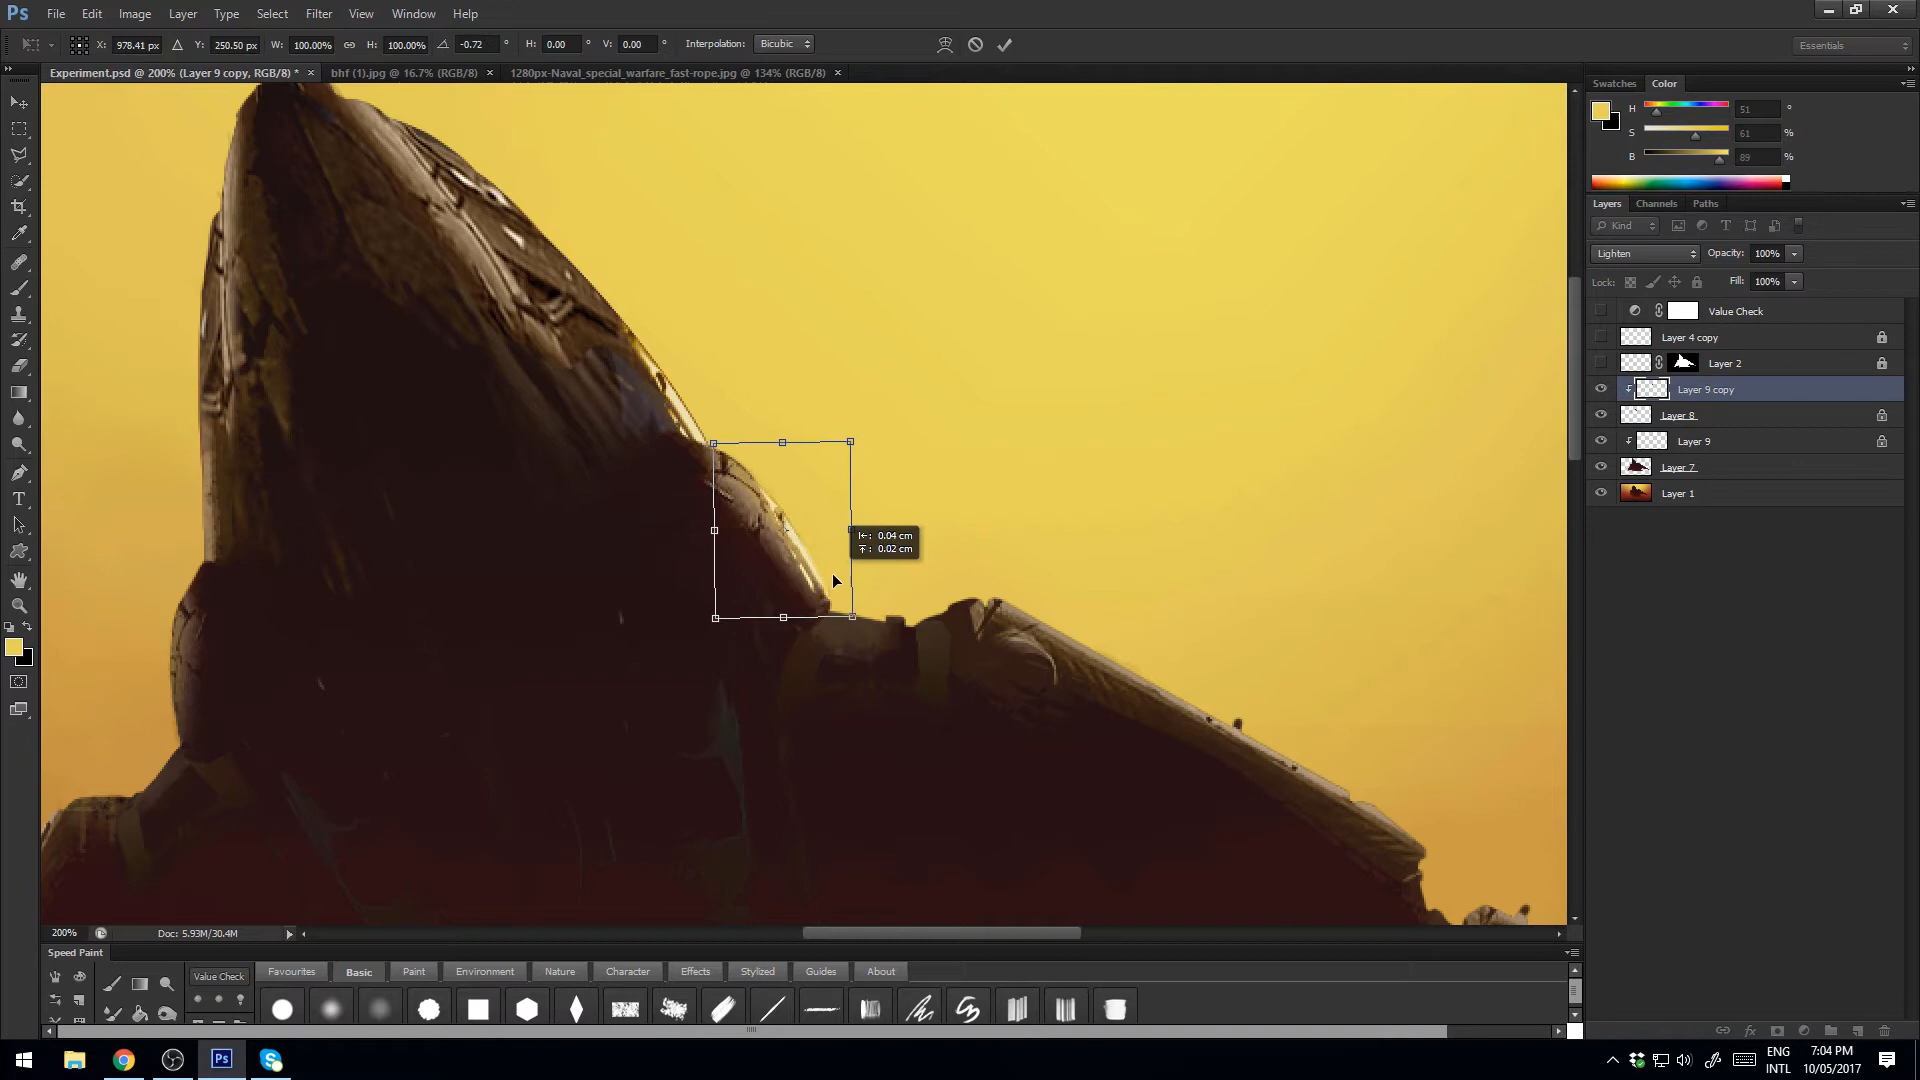 Ps File Edit Image Layer Type Select Filter Extract View Window Help
X: 978.41 px Y: 250.50 px W: 100.00% H: 100.00% -0.72 ° H: 0.00 ° V: 0.00 ° Interpolation: Bicubic Essentials
Experiment.psd @ 200% (Layer 9 copy, RGB/8) * × bhf (1).jpg @ 16.7% (RGB/8) × 1280px-Naval_special_warfare_fast-rope.jpg @ 134% (RGB/8) ×
Swatches Color
H 51 °
S 61 %
B 89 %
Layers Channels Paths
Kind
Lighten Opacity: 100%
Lock: Fill: 100%
Value Check
Layer 4 copy
Layer 2
Layer 9 copy
Layer 8
Layer 9
Layer 7
Layer 1
0.04 cm
0.02 cm
200% Doc: 5.93M/30.4M
Speed Paint
Value Check Favourites Basic Paint Environment Nature Character Effects Stylized Guides About
Ps
ENG 7:04 PM
INTL 10/05/2017